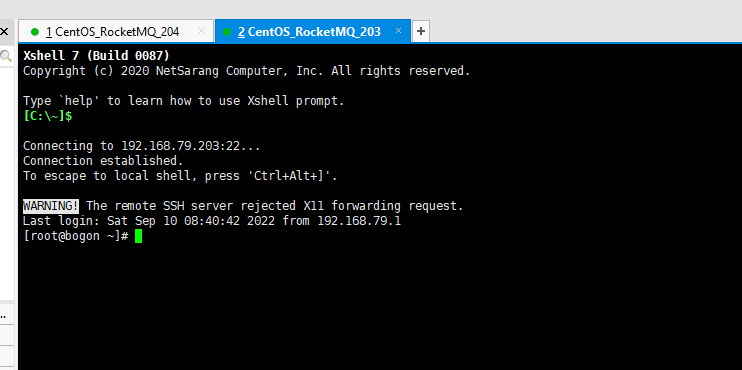 1 CentOS_RocketMQ_204 × 2 CentOS_RocketMQ_203 × +
Xshell 7 (Build 0087)
Copyright (c) 2020 NetSarang Computer, Inc. All rights reserved.
Type `help' to learn how to use Xshell prompt.
[C:\~]$
Connecting to 192.168.79.203:22...
Connection established.
To escape to local shell, press 'Ctrl+Alt+]'.
WARNING! The remote SSH server rejected X11 forwarding request.
Last login: Sat Sep 10 08:40:42 2022 from 192.168.79.1
[root@bogon ~]#
..